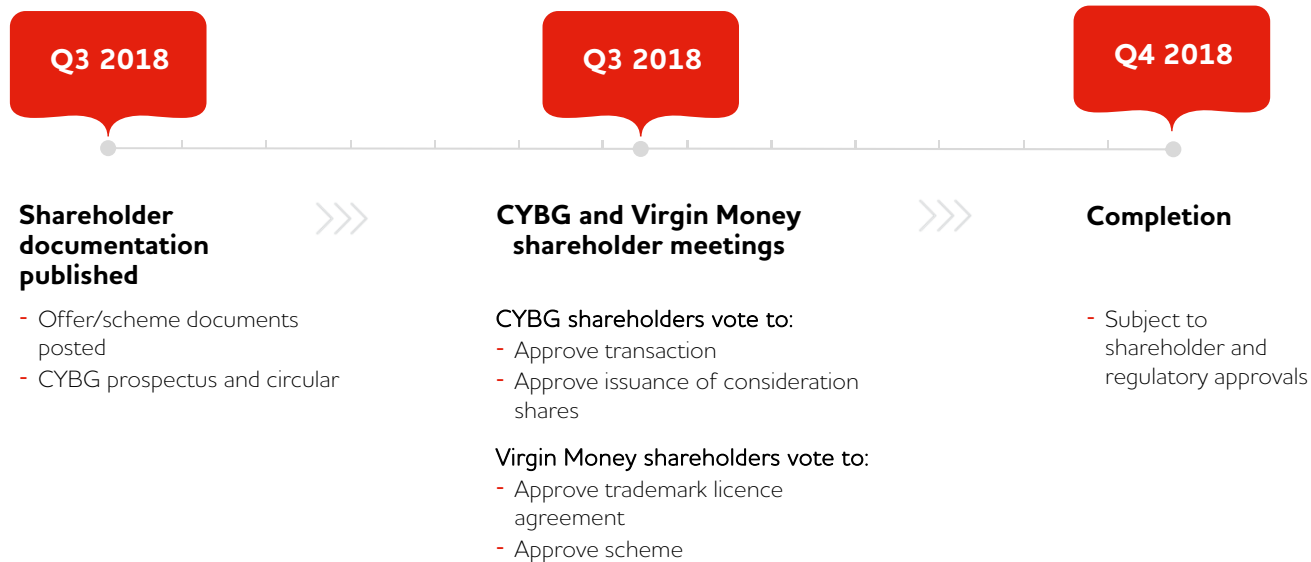 Q3 2018
Q3 2018
Q4 2018
Shareholder
documentation
published
- Offer/scheme documents
posted
- CYBG prospectus and circular
CYBG and Virgin Money
shareholder meetings
CYBG shareholders vote to:
- Approve transaction
- Approve issuance of consideration
shares
Virgin Money shareholders vote to:
- Approve trademark licence
agreement
- Approve scheme
Completion
- Subject to
shareholder and
regulatory approvals